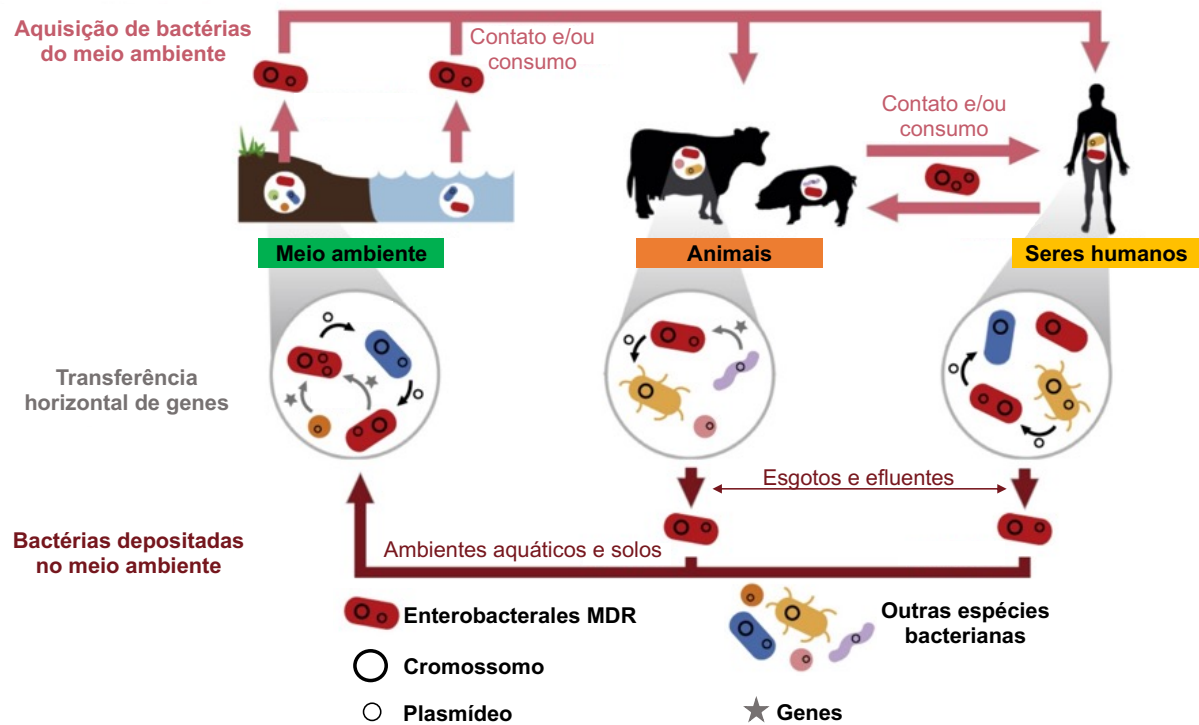 Aquisição de bactérias
do meio ambiente
Contato e/ou
consumo
Contato e/ou
consumo
Meio ambiente
Animais
Seres humanos
Transferência
horizontal de genes
Esgotos e efluentes
Bactérias depositadas
no meio ambiente
Ambientes aquáticos e solos
Enterobacterales MDR
Outras espécies
bacterianas
Cromossomo
Plasmídeo
Genes